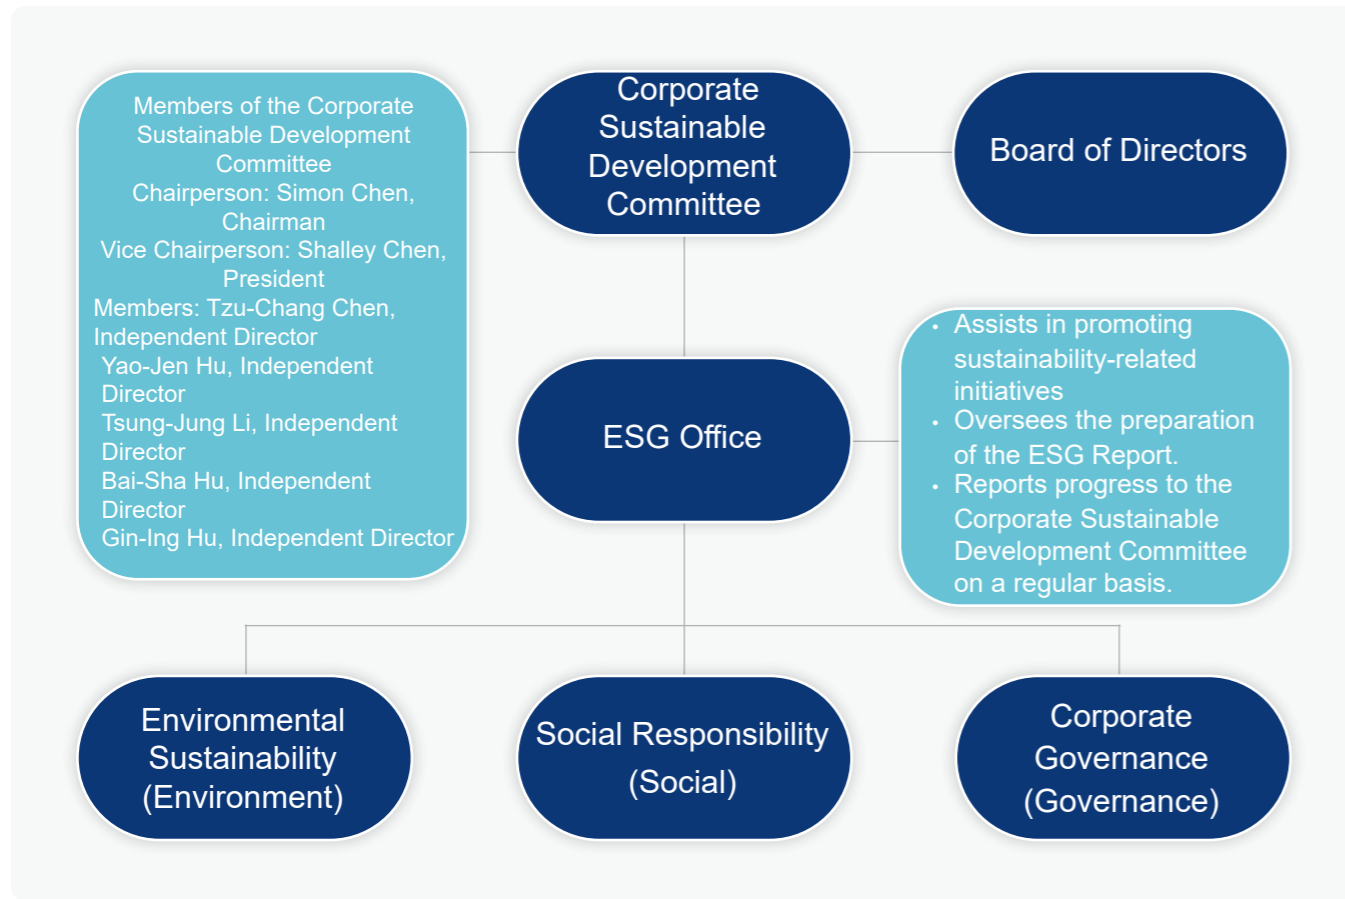 Members of the Corporate
Sustainable Development
Committee
Chairperson: Simon Chen,
Chairman
Vice Chairperson: Shalley Chen,
President
Members: Tzu-Chang Chen,
Independent Director
Yao-Jen Hu, Independent
Director
Tsung-Jung Li, Independent
Director
Bai-Sha Hu, Independent
Director
Gin-Ing Hu, Independent Director
Corporate
Sustainable
Development
Committee
Board of Directors
ESG Office
• Assists in promoting
sustainability-related
initiatives
• Oversees the preparation
of the ESG Report.
• Reports progress to the
Corporate Sustainable
Development Committee
on a regular basis.
Environmental
Sustainability
(Environment)
Social Responsibility
(Social)
Corporate
Governance
(Governance)